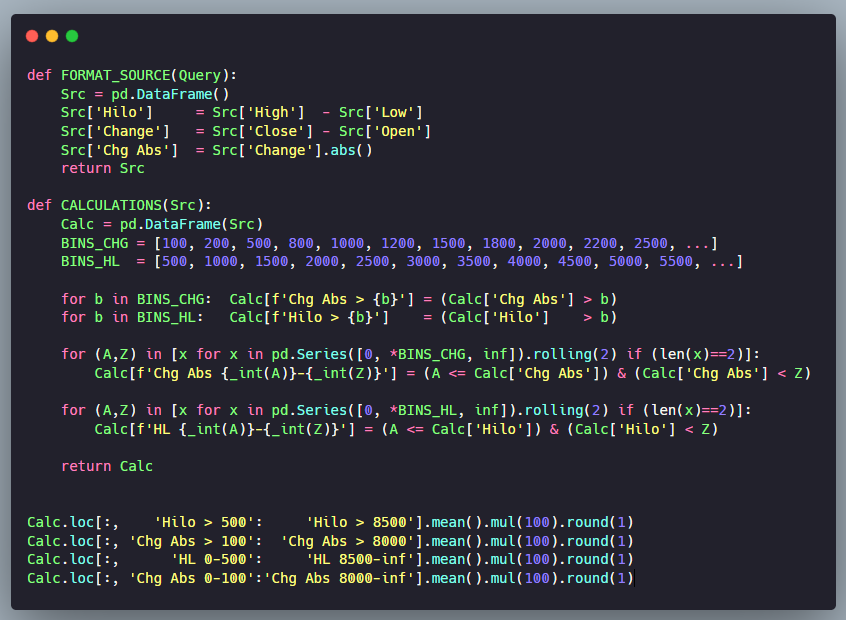 def FORMAT_SOURCE(Query):
    Src = pd.DataFrame()
    Src['Hilo']     = Src['High']  - Src['Low']
    Src['Change']   = Src['Close'] - Src['Open']
    Src['Chg Abs']  = Src['Change'].abs()
    return Src

def CALCULATIONS(Src):
    Calc = pd.DataFrame(Src)
    BINS_CHG = [100, 200, 500, 800, 1000, 1200, 1500, 1800, 2000, 2200, 2500, ...]
    BINS_HL  = [500, 1000, 1500, 2000, 2500, 3000, 3500, 4000, 4500, 5000, 5500, ...]

    for b in BINS_CHG:  Calc[f'Chg Abs > {b}'] = (Calc['Chg Abs'] > b)
    for b in BINS_HL:   Calc[f'Hilo > {b}']    = (Calc['Hilo']    > b)

    for (A,Z) in [x for x in pd.Series([0, *BINS_CHG, inf]).rolling(2) if (len(x)==2)]:
        Calc[f'Chg Abs {_int(A)}-{_int(Z)}'] = (A <= Calc['Chg Abs']) & (Calc['Chg Abs'] < Z)

    for (A,Z) in [x for x in pd.Series([0, *BINS_HL, inf]).rolling(2) if (len(x)==2)]:
        Calc[f'HL {_int(A)}-{_int(Z)}'] = (A <= Calc['Hilo']) & (Calc['Hilo'] < Z)

    return Calc


Calc.loc[:,    'Hilo > 500':     'Hilo > 8500'].mean().mul(100).round(1)
Calc.loc[:, 'Chg Abs > 100':  'Chg Abs > 8000'].mean().mul(100).round(1)
Calc.loc[:,      'HL 0-500':     'HL 8500-inf'].mean().mul(100).round(1)
Calc.loc[:, 'Chg Abs 0-100':'Chg Abs 8000-inf'].mean().mul(100).round(1)